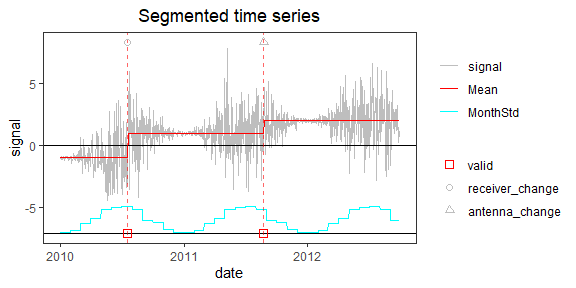 Segmented time series
signal
5
0
-5
2010
2011
2012
date
signal
Mean
MonthStd
valid
receiver_change
antenna_change